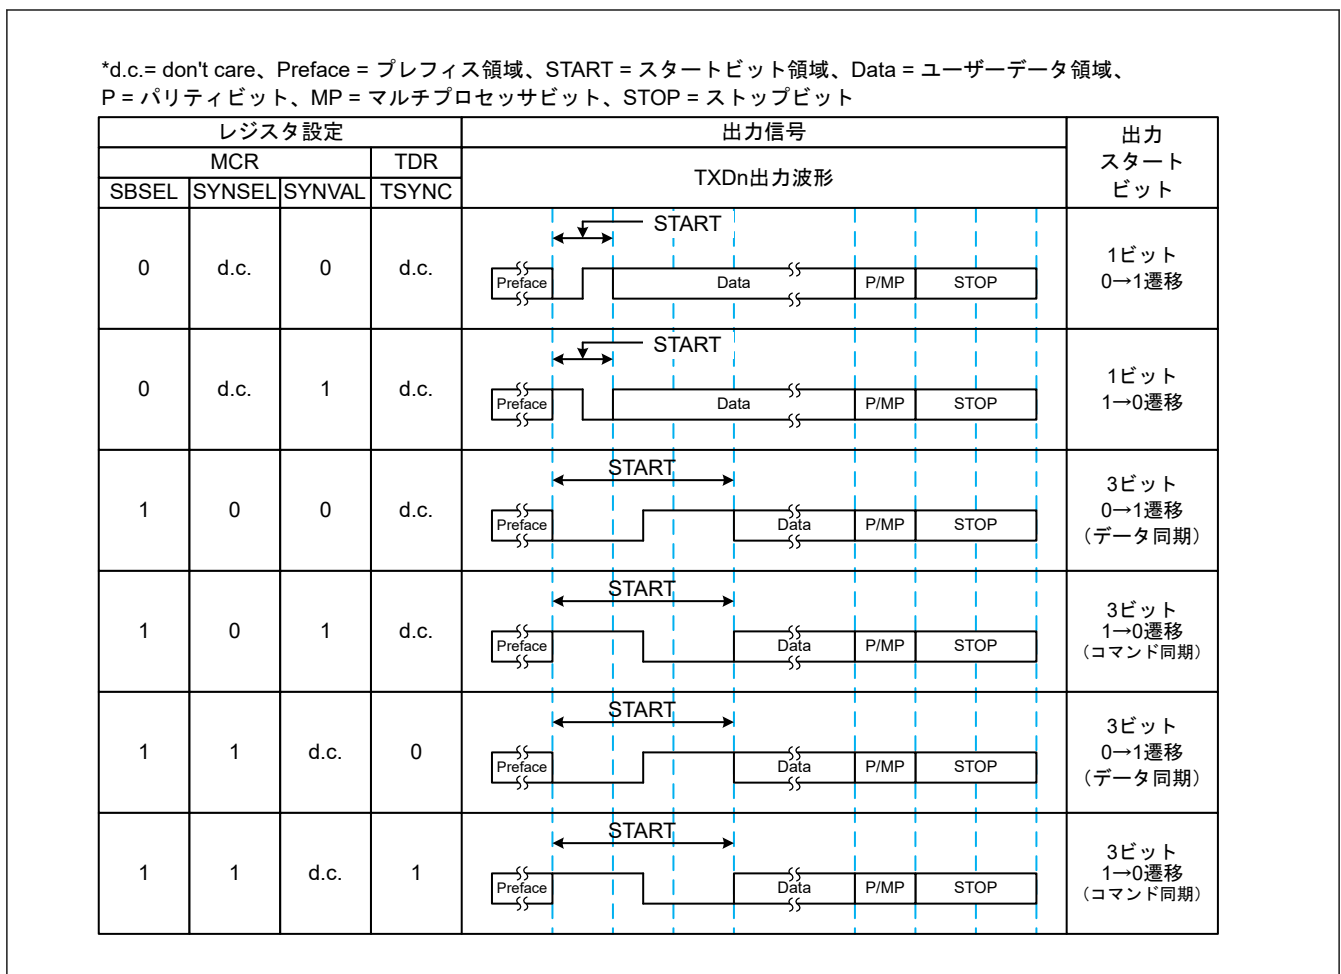 *d.c.= don't care、Preface = プレフィス領域、START = スタートビット領域、Data = ユーザーデータ領域、
P = パリティビット、MP = マルチプロセッサビット、STOP = ストップビット
レジスタ設定 出力信号 出力
スタート
ビット
MCR TDR TXDn出力波形
SBSEL SYNSEL SYNVAL TSYNC
START
0 d.c. 0 d.c. Preface Data P/MP STOP 1ビット
0→1遷移
START
0 d.c. 1 d.c. Preface Data P/MP STOP 1ビット
1→0遷移
START
1 0 0 d.c. Preface Data P/MP STOP 3ビット
0→1遷移
（データ同期）
START
1 0 1 d.c. Preface Data P/MP STOP 3ビット
1→0遷移
（コマンド同期）
START
1 1 d.c. 0 Preface Data P/MP STOP 3ビット
0→1遷移
（データ同期）
START
1 1 d.c. 1 Preface Data P/MP STOP 3ビット
1→0遷移
（コマンド同期）